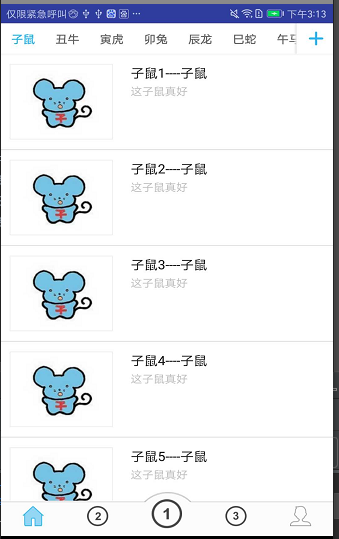 仅限紧急呼叫 下午3:13
子鼠 丑牛 寅虎 卯兔 辰龙 巳蛇 午马 +
子鼠1----子鼠
这子鼠真好
子
子鼠2----子鼠
这子鼠真好
子
子鼠3----子鼠
这子鼠真好
子
子鼠4----子鼠
这子鼠真好
子
子鼠5----子鼠
这子鼠真好
2 1 3